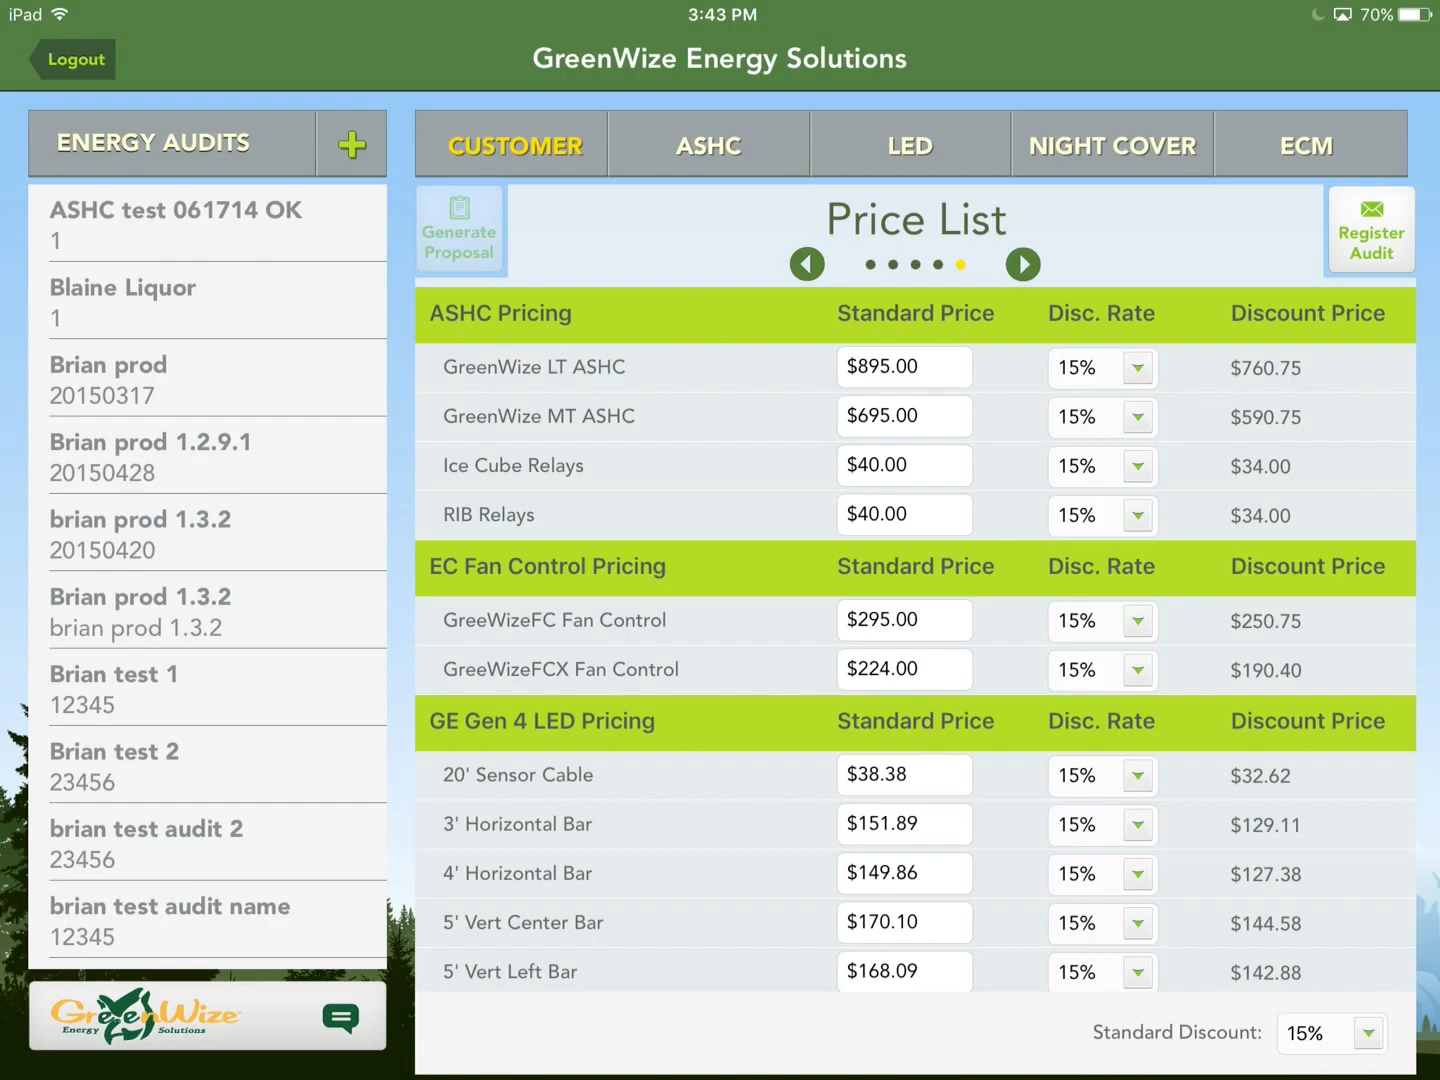 iPad 3:43 PM 70%
Logout GreenWize Energy Solutions
ENERGY AUDITS
ASHC test 061714 OK
1
Blaine Liquor
1
Brian prod
20150317
Brian prod 1.2.9.1
20150428
brian prod 1.3.2
20150420
Brian prod 1.3.2
brian prod 1.3.2
Brian test 1
12345
Brian test 2
23456
brian test audit 2
23456
brian test audit name
12345
GreenWize
Energy Solutions
CUSTOMER ASHC LED NIGHT COVER ECM
Generate
Proposal
Price List
Register
Audit
ASHC Pricing Standard Price Disc. Rate Discount Price
GreenWize LT ASHC $895.00 15% $760.75
GreenWize MT ASHC $695.00 15% $590.75
Ice Cube Relays $40.00 15% $34.00
RIB Relays $40.00 15% $34.00
EC Fan Control Pricing Standard Price Disc. Rate Discount Price
GreeWizeFC Fan Control $295.00 15% $250.75
GreeWizeFCX Fan Control $224.00 15% $190.40
GE Gen 4 LED Pricing Standard Price Disc. Rate Discount Price
20' Sensor Cable $38.38 15% $32.62
3' Horizontal Bar $151.89 15% $129.11
4' Horizontal Bar $149.86 15% $127.38
5' Vert Center Bar $170.10 15% $144.58
5' Vert Left Bar $168.09 15% $142.88
Standard Discount: 15%